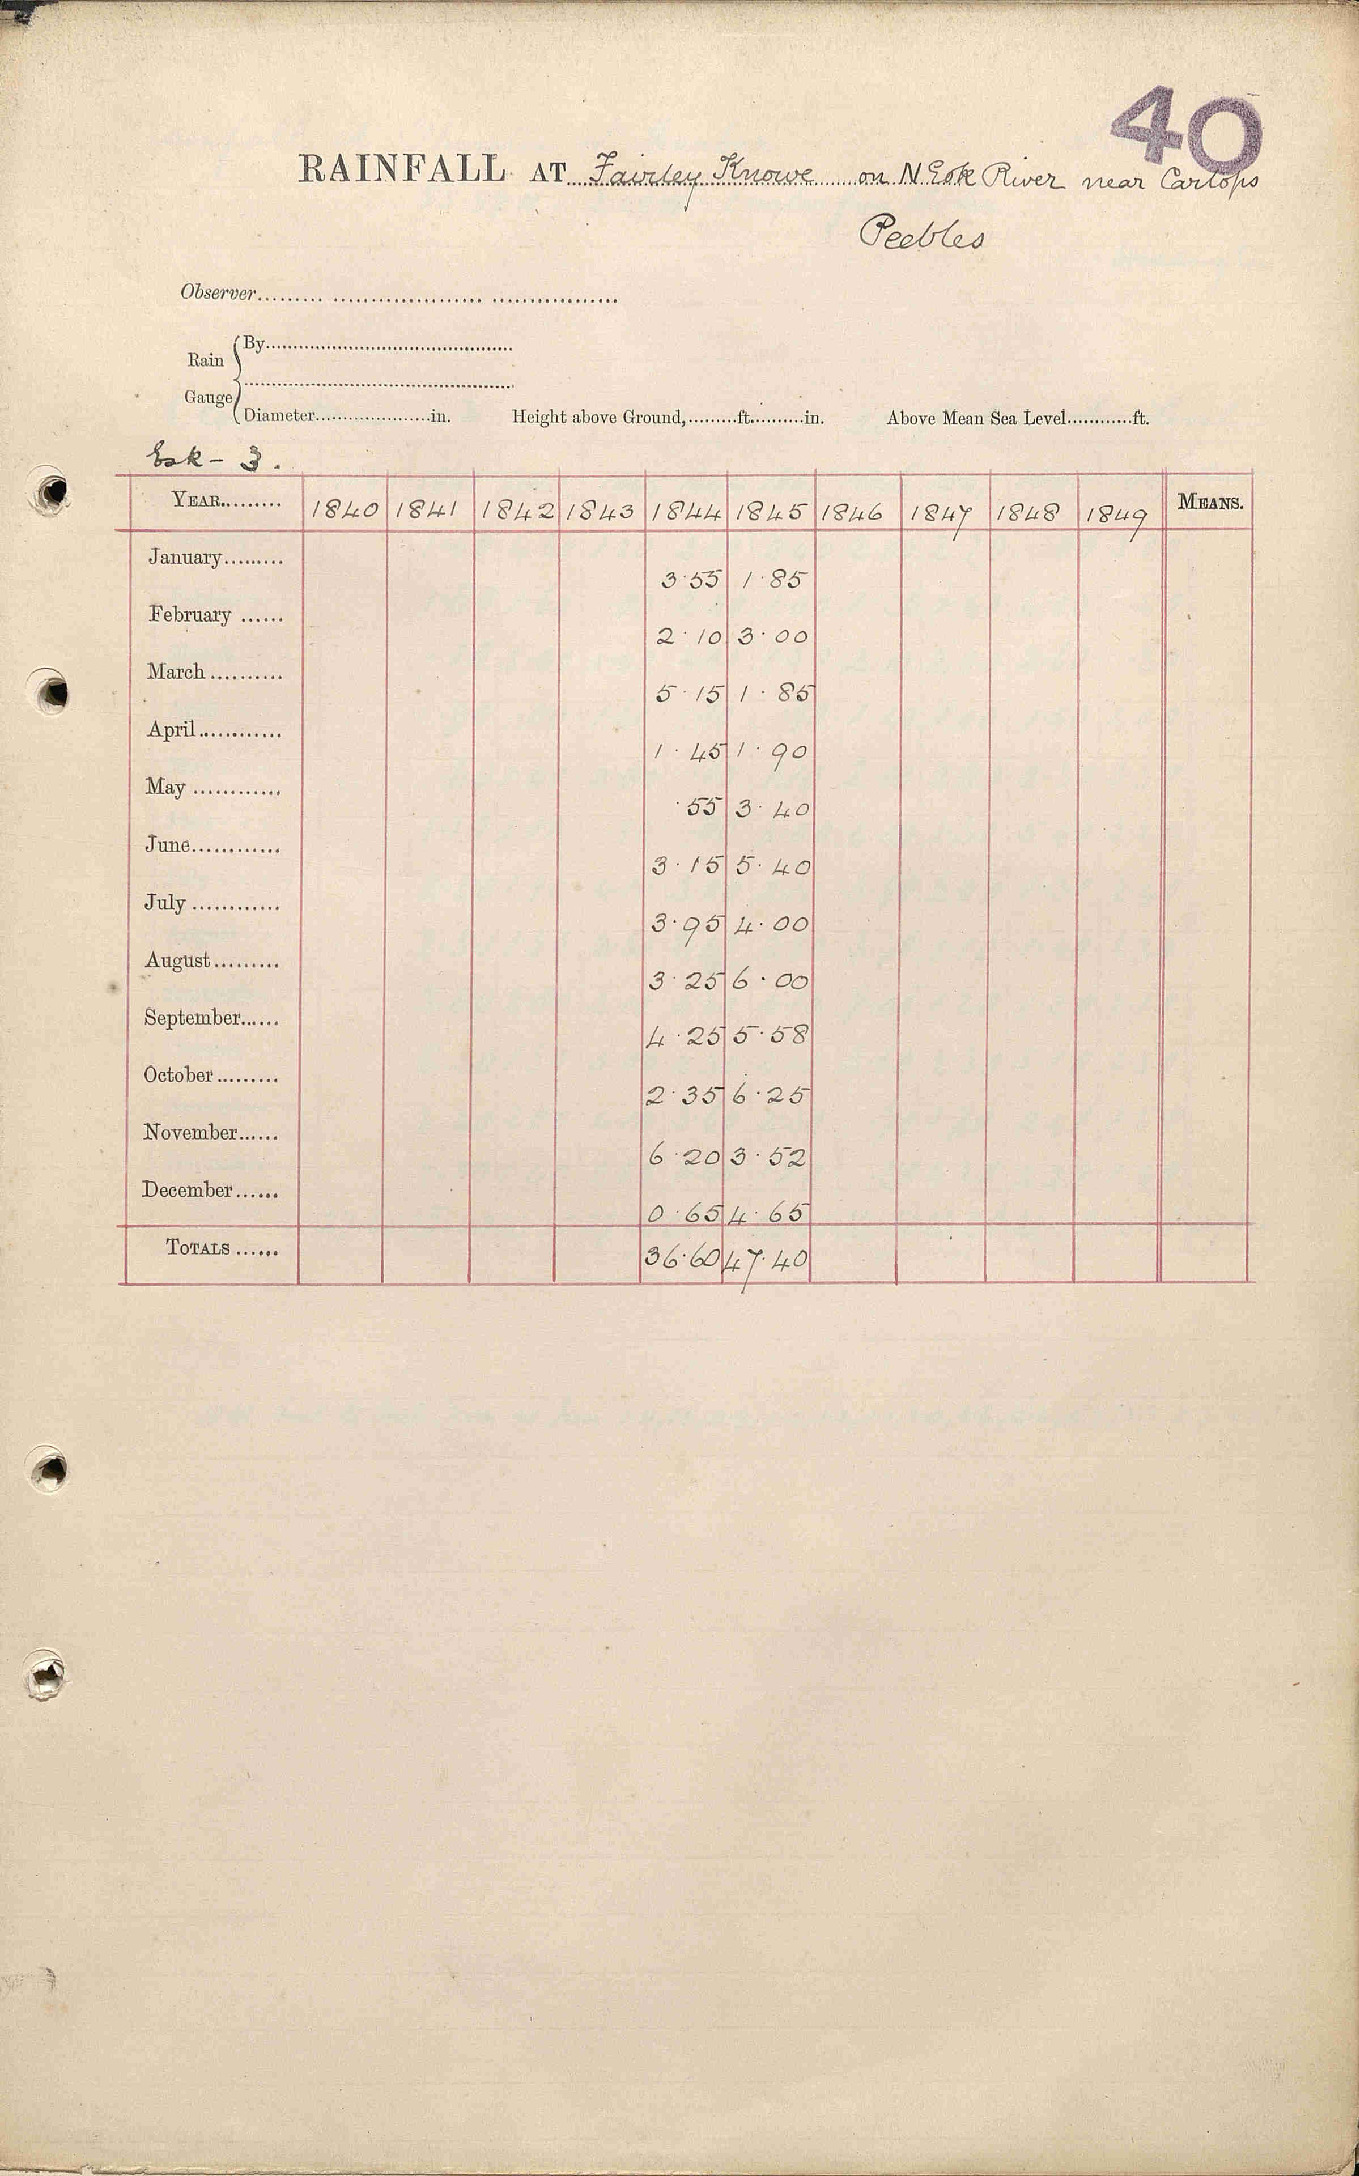 40
RAINFALL AT Fairley Knowe on N Esk River near Carlops
Peebles
Observer
Rain Gauge
By
Diameter in. Height above Ground, ft. in. Above Mean Sea Level ft.
Esk - 3.
YEAR 1840 1841 1842 1843 1844 1845 1846 1847 1848 1849 MEANS.
January 3.55 1.85
February 2.10 3.00
March 5.15 1.85
April 1.45 1.90
May .55 3.40
June 3.15 5.40
July 3.95 4.00
August 3.25 6.00
September 4.25 5.58
October 2.35 6.25
November 6.20 3.52
December 0.65 4.65
TOTALS 36.60 47.40